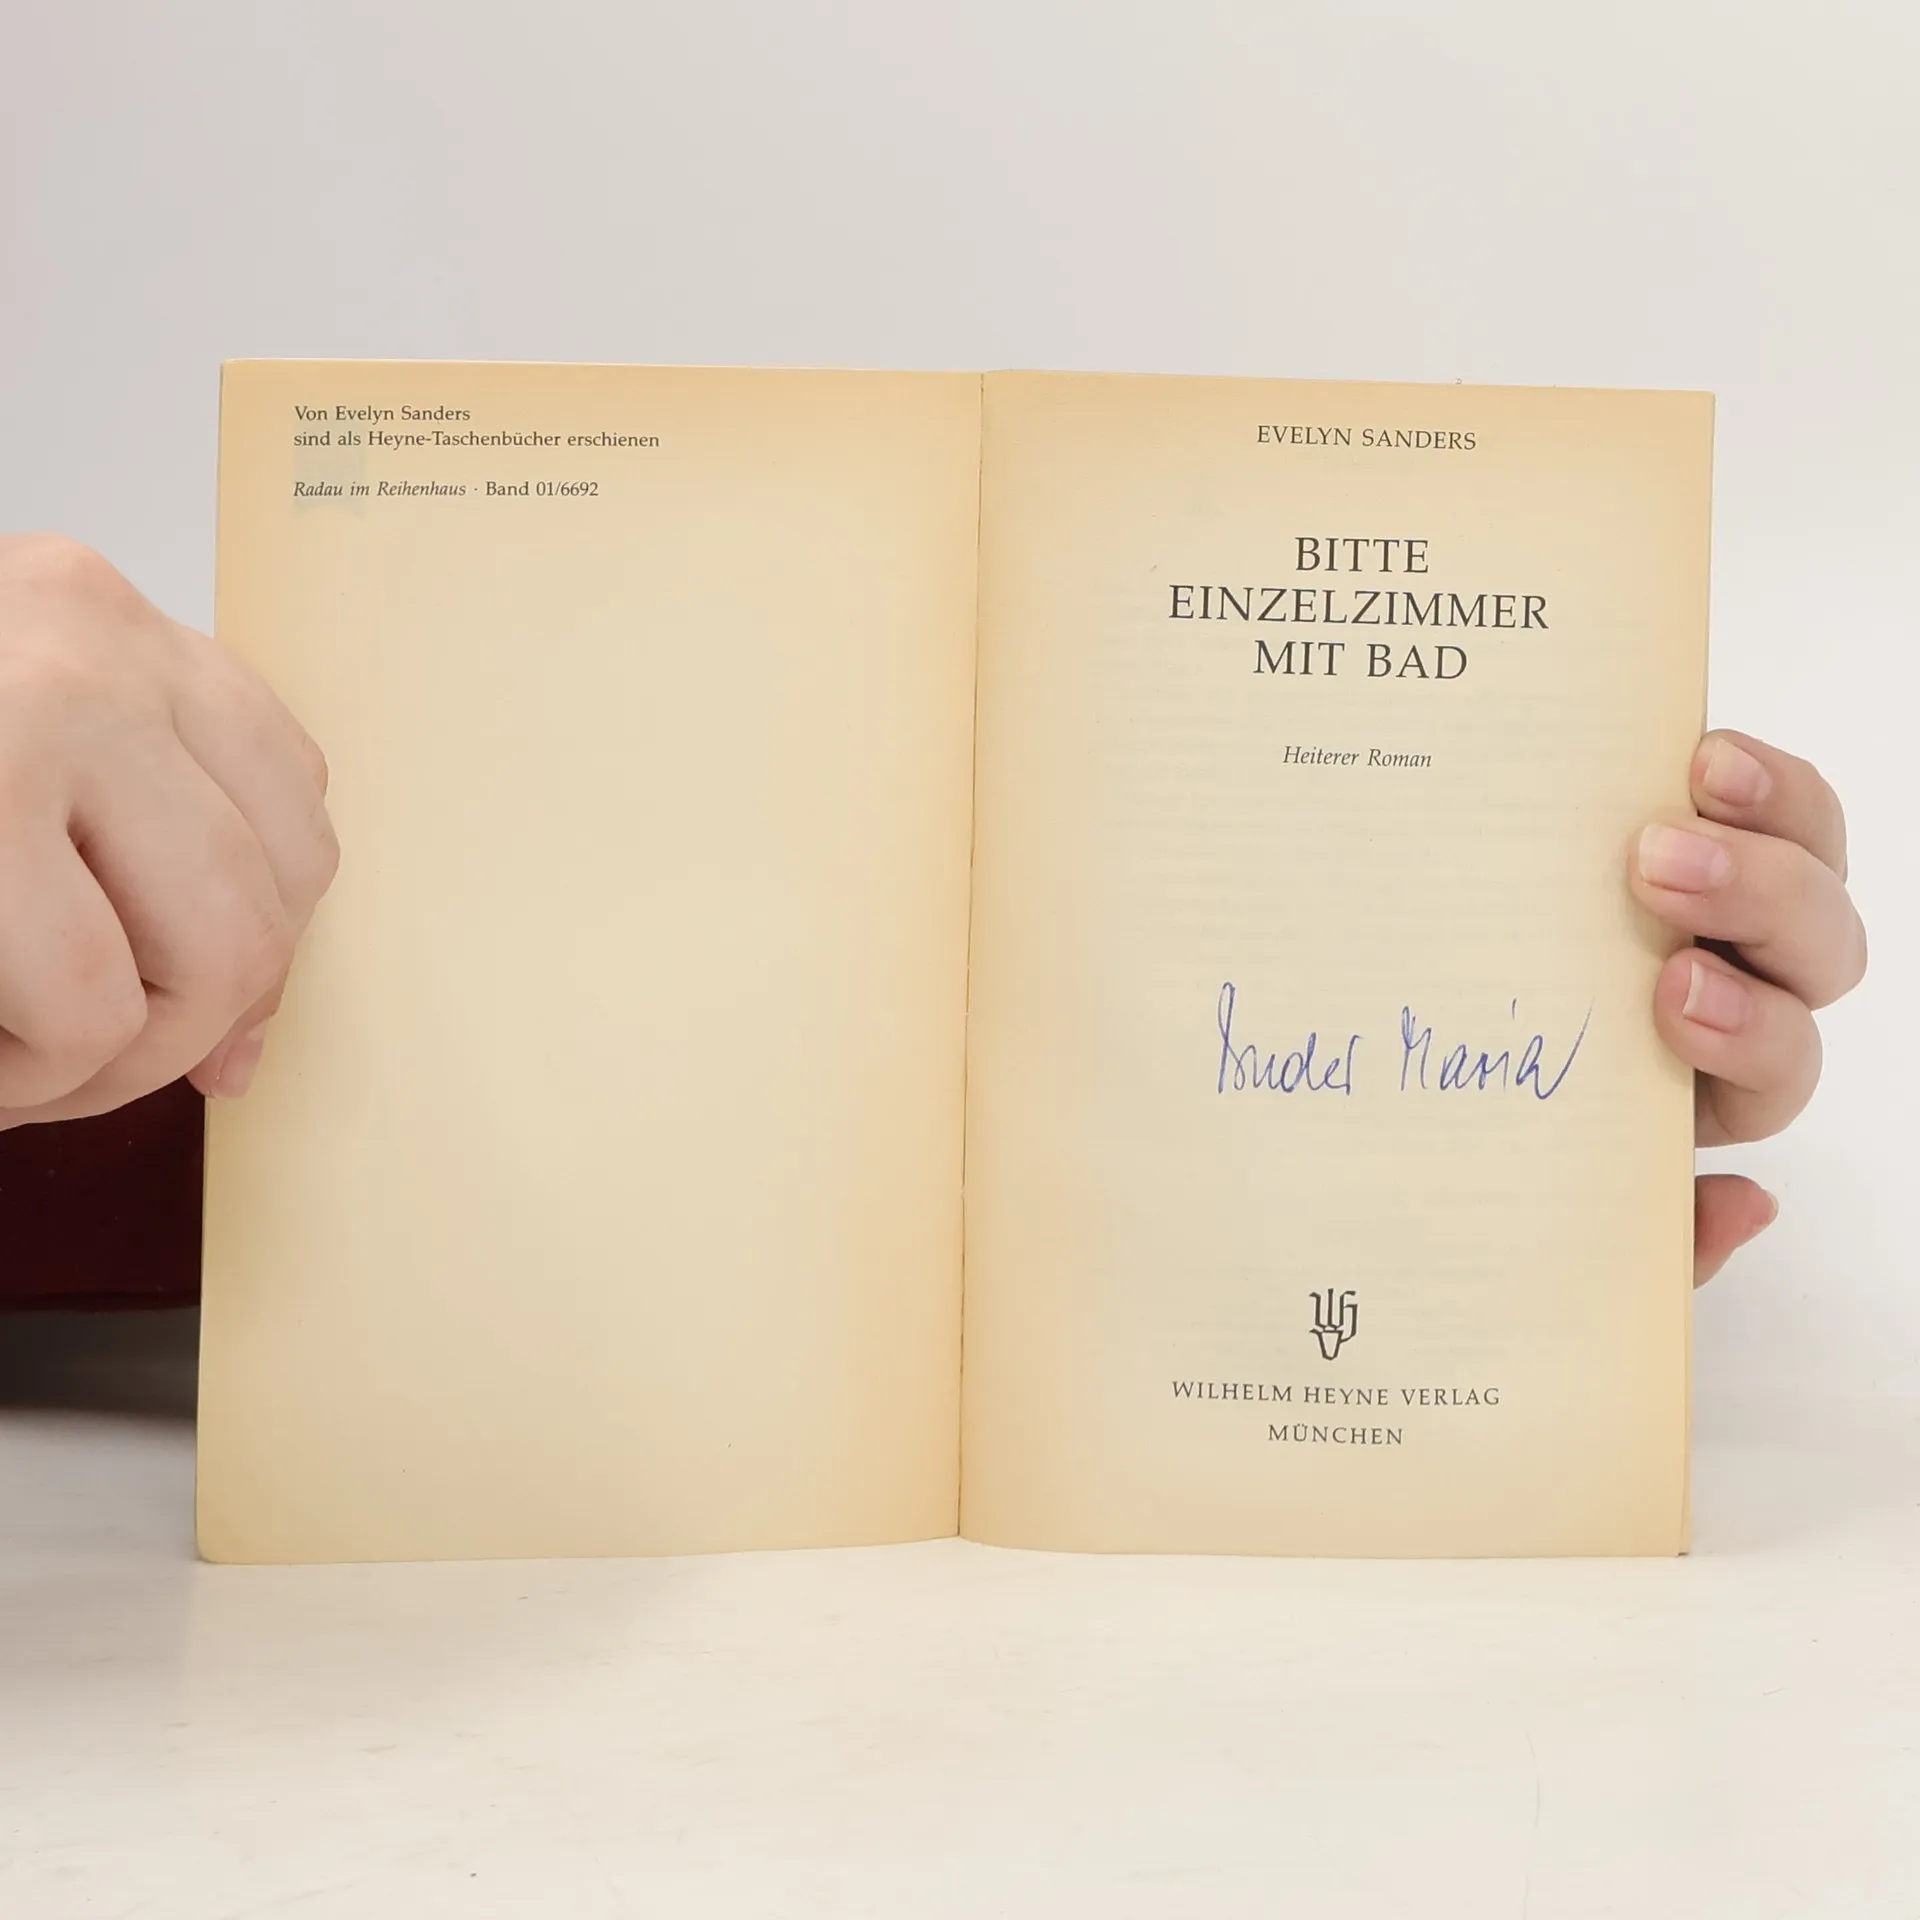 Von Evelyn Sanders
sind als Heyne-Taschenbücher erschienen
Radau im Reihenhaus · Band 01/6692
EVELYN SANDERS
BITTE
EINZELZIMMER
MIT BAD
Heiterer Roman
Maria
WILHELM HEYNE VERLAG
MÜNCHEN